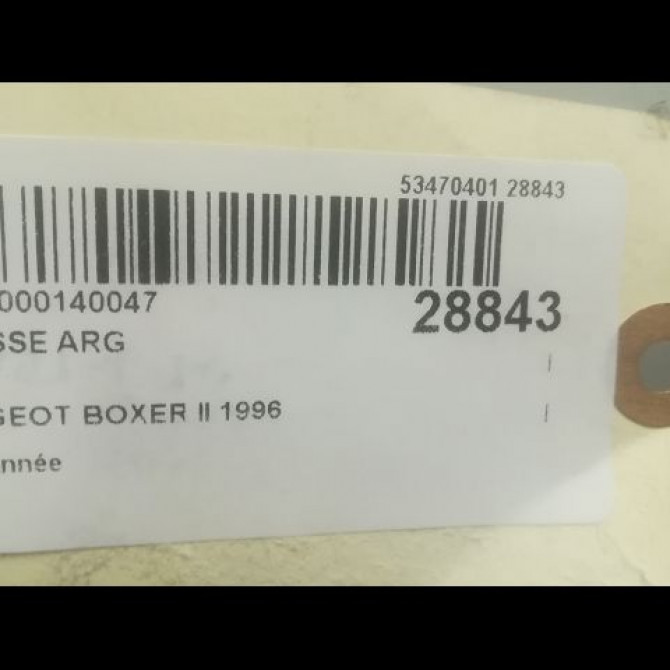 53470401 28843
000140047
28843
SSE ARG
GEOT BOXER II 1996
nnée